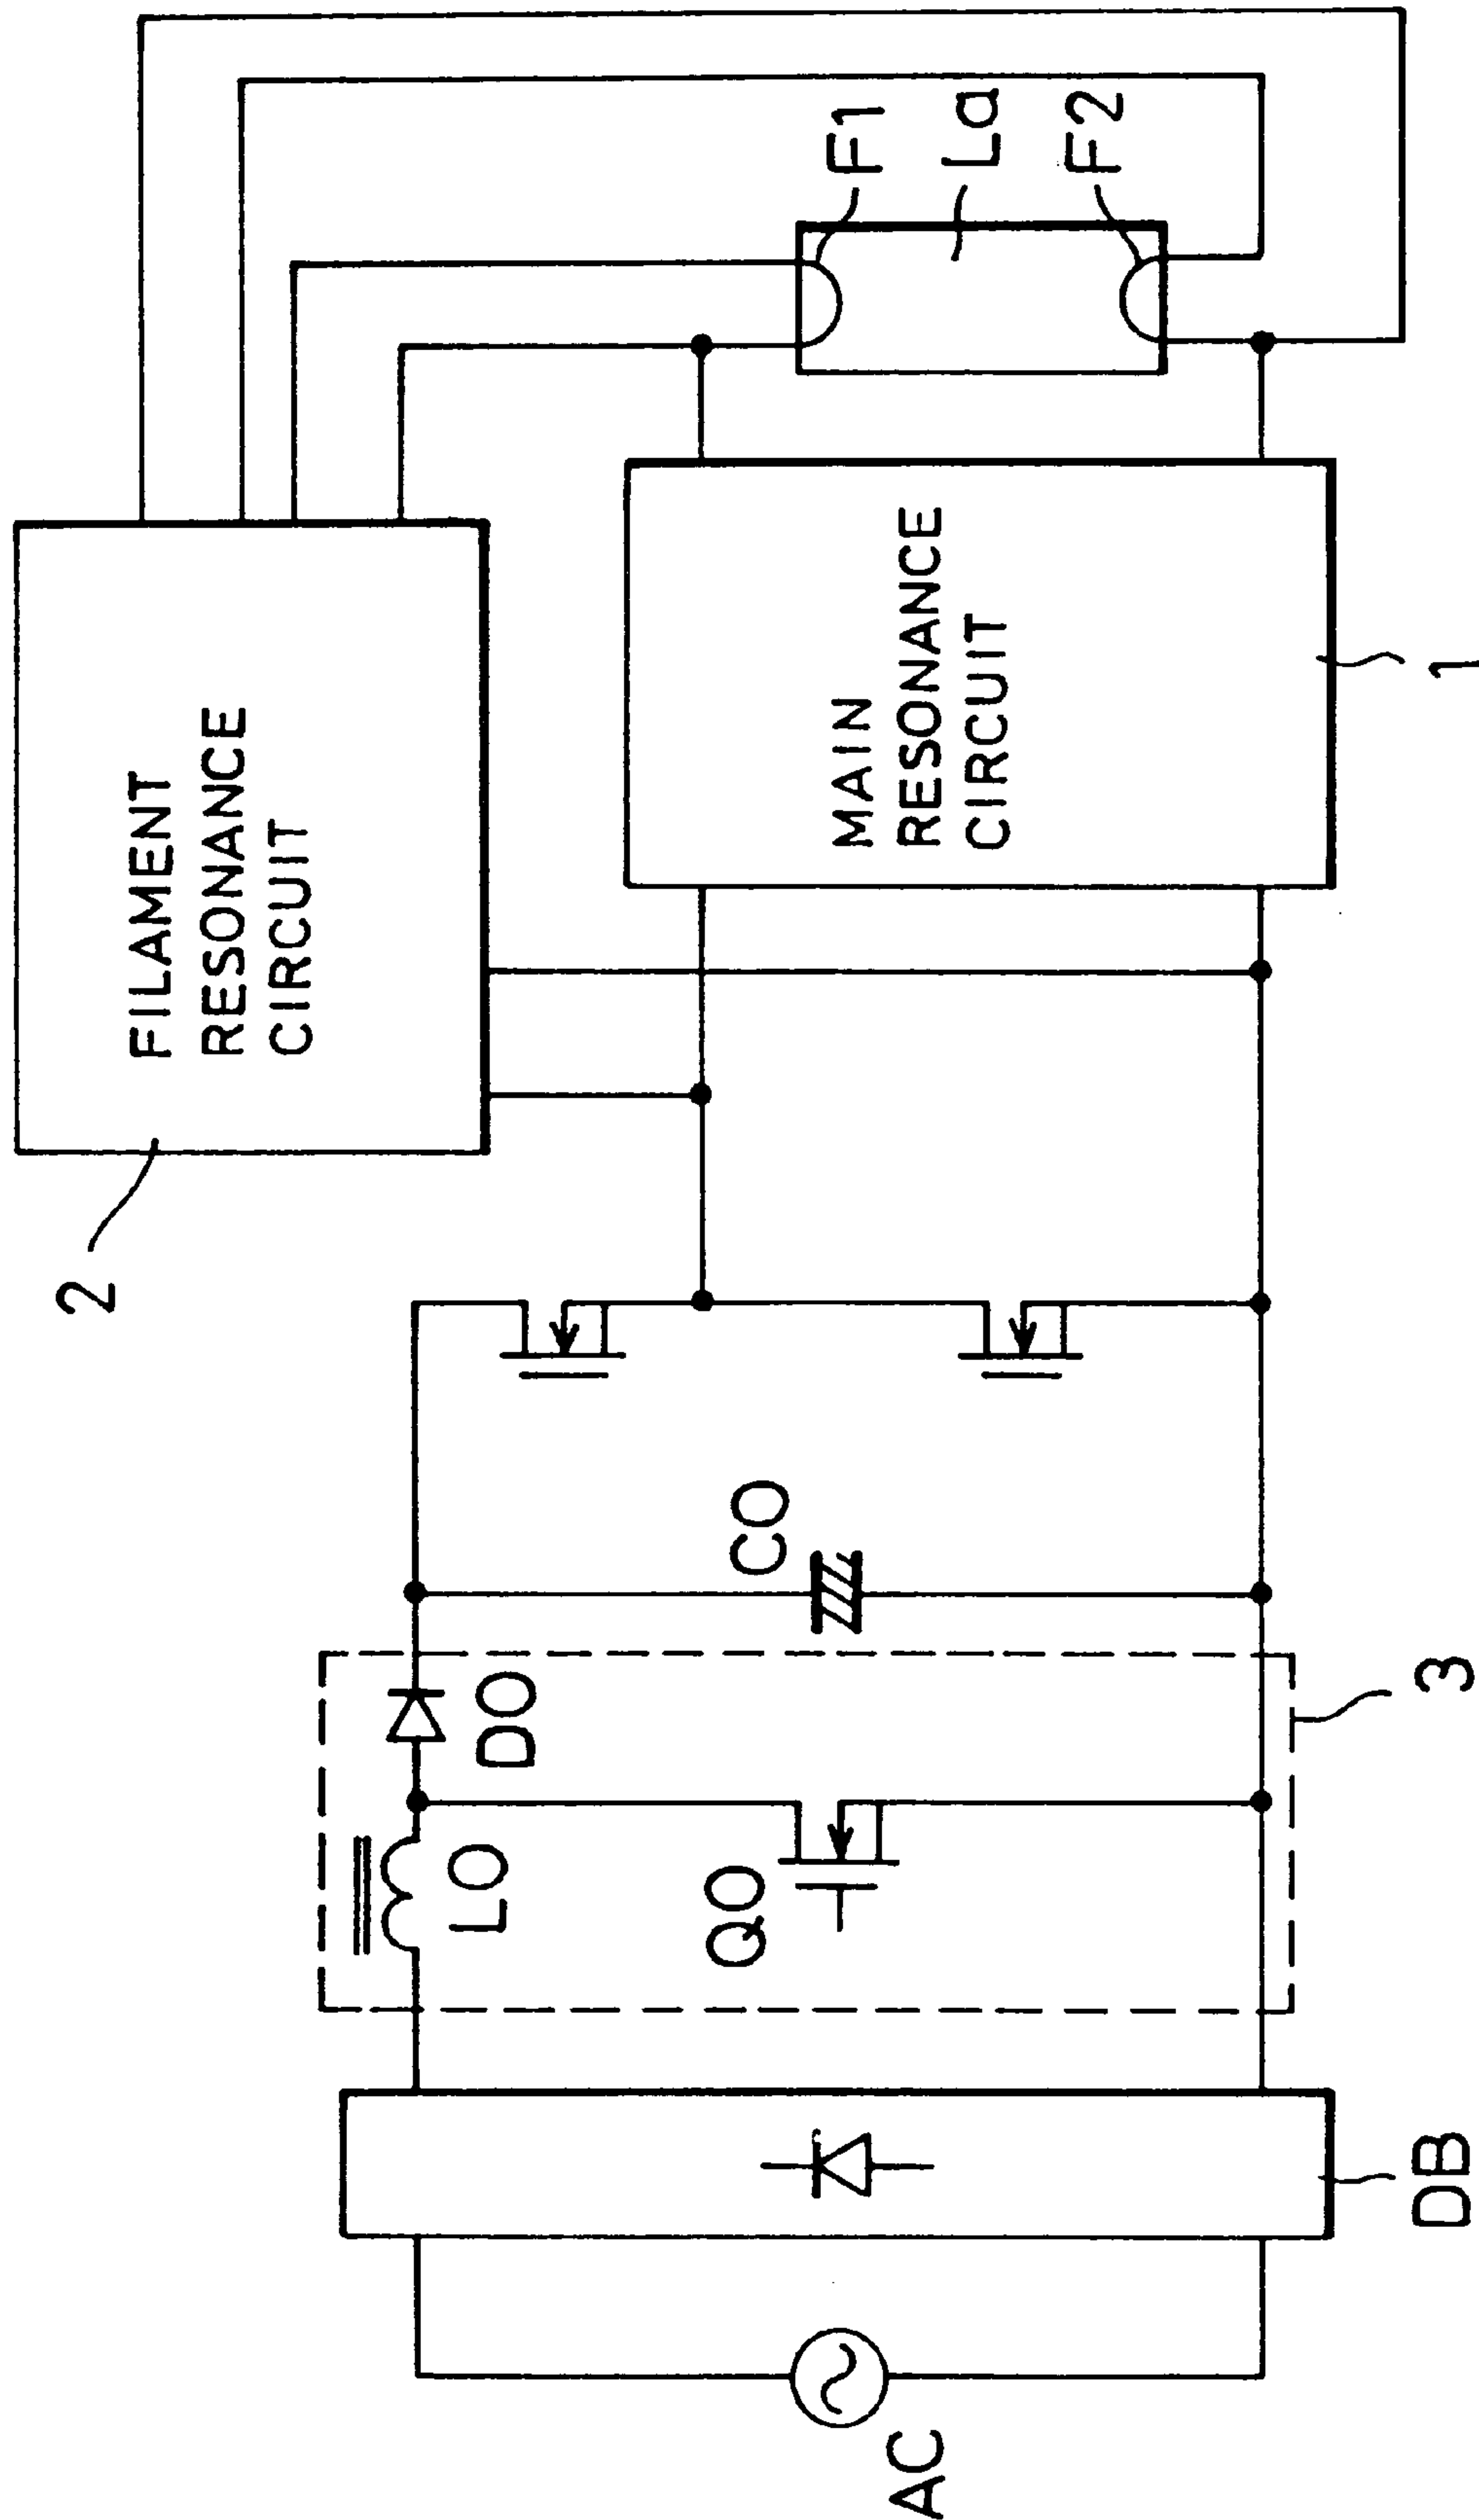 2
FILAMENT
RESONANCE
CIRCUIT
F1
La
F2
MAIN
RESONANCE
CIRCUIT
1
LO
DO
QO
CO
3
AC
DB